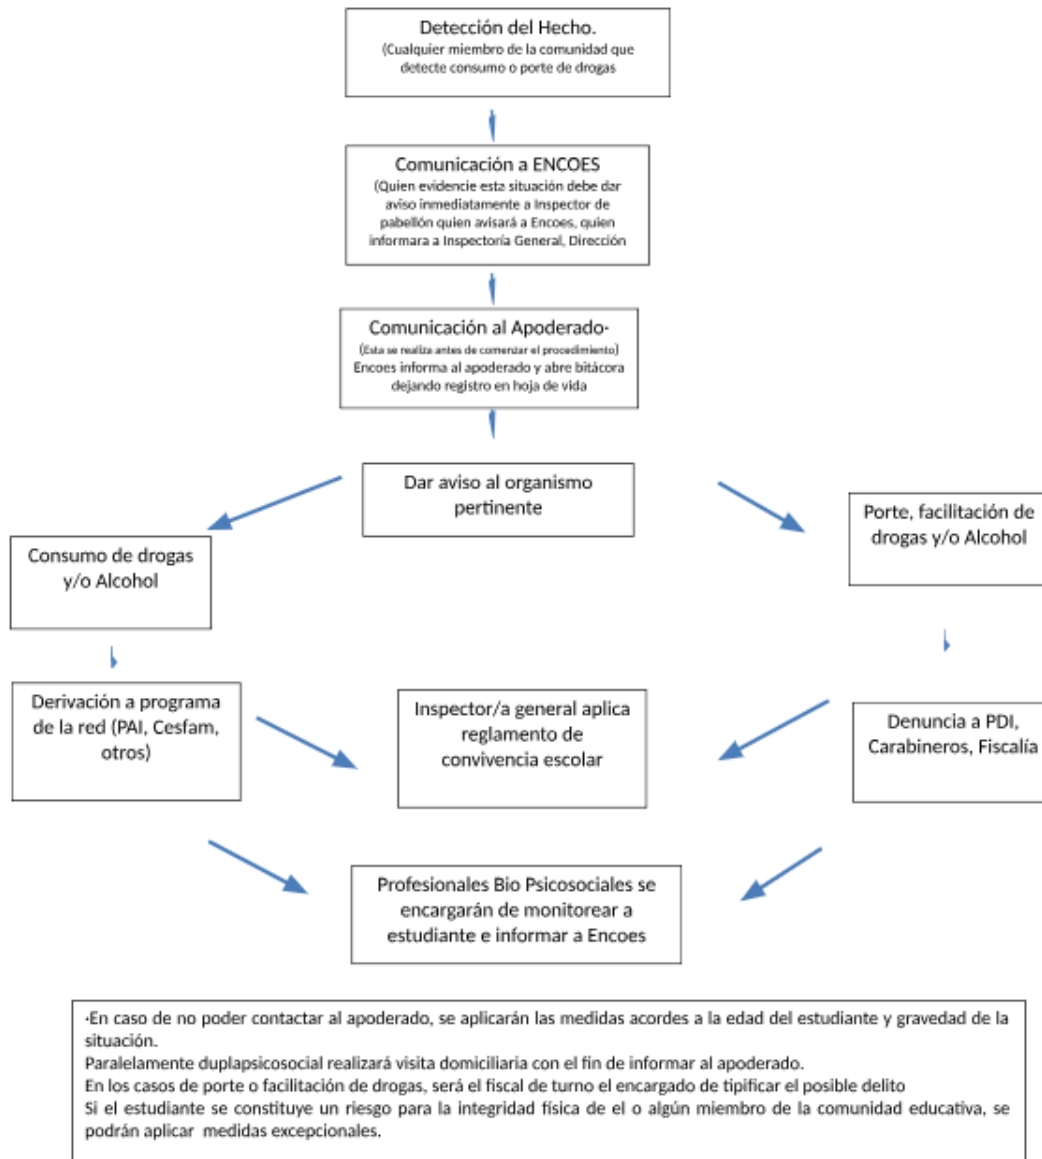 Detección del Hecho.
(Cualquier miembro de la comunidad que
detecte consumo o porte de drogas
Comunicación a ENCOES
(Quien evidencie esta situación debe dar
aviso inmediatamente a Inspector de
pabellón quien avisará a Encoes, quien
informara a Inspectoría General, Dirección
Comunicación al Apoderado·
(Esta se realiza antes de comenzar el procedimiento)
Encoes informa al apoderado y abre bitácora
dejando registro en hoja de vida
Dar aviso al organismo
pertinente
Consumo de drogas
y/o Alcohol
Porte, facilitación de
drogas y/o Alcohol
Derivación a programa
de la red (PAI, Cesfam,
otros)
Inspector/a general aplica
reglamento de
convivencia escolar
Denuncia a PDI,
Carabineros, Fiscalía
Profesionales Bio Psicosociales se
encargarán de monitorear a
estudiante e informar a Encoes
·En caso de no poder contactar al apoderado, se aplicarán las medidas acordes a la edad del estudiante y gravedad de la
situación.
Paralelamente duplapsicosocial realizará visita domiciliaria con el fin de informar al apoderado.
En los casos de porte o facilitación de drogas, será el fiscal de turno el encargado de tipificar el posible delito
Si el estudiante se constituye un riesgo para la integridad física de el o algún miembro de la comunidad educativa, se
podrán aplicar medidas excepcionales.